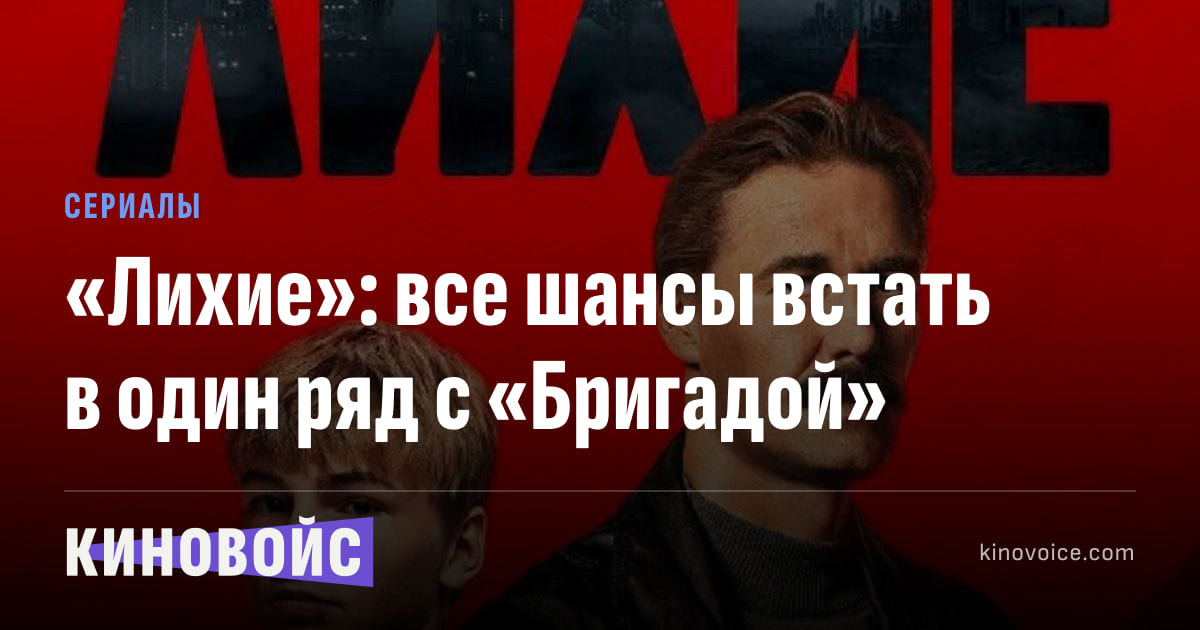 ЛИХИЕ
СЕРИАЛЫ
«Лихие»: все шансы встать
в один ряд с «Бригадой»
КИНОВОЙС
kinovoice.com